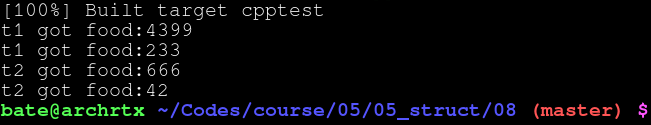 [100%] Built target cpptest
t1 got food:4399
t1 got food:233
t2 got food:666
t2 got food:42
bate@archrtx ~/Codes/course/05/05_struct/08 (master) $